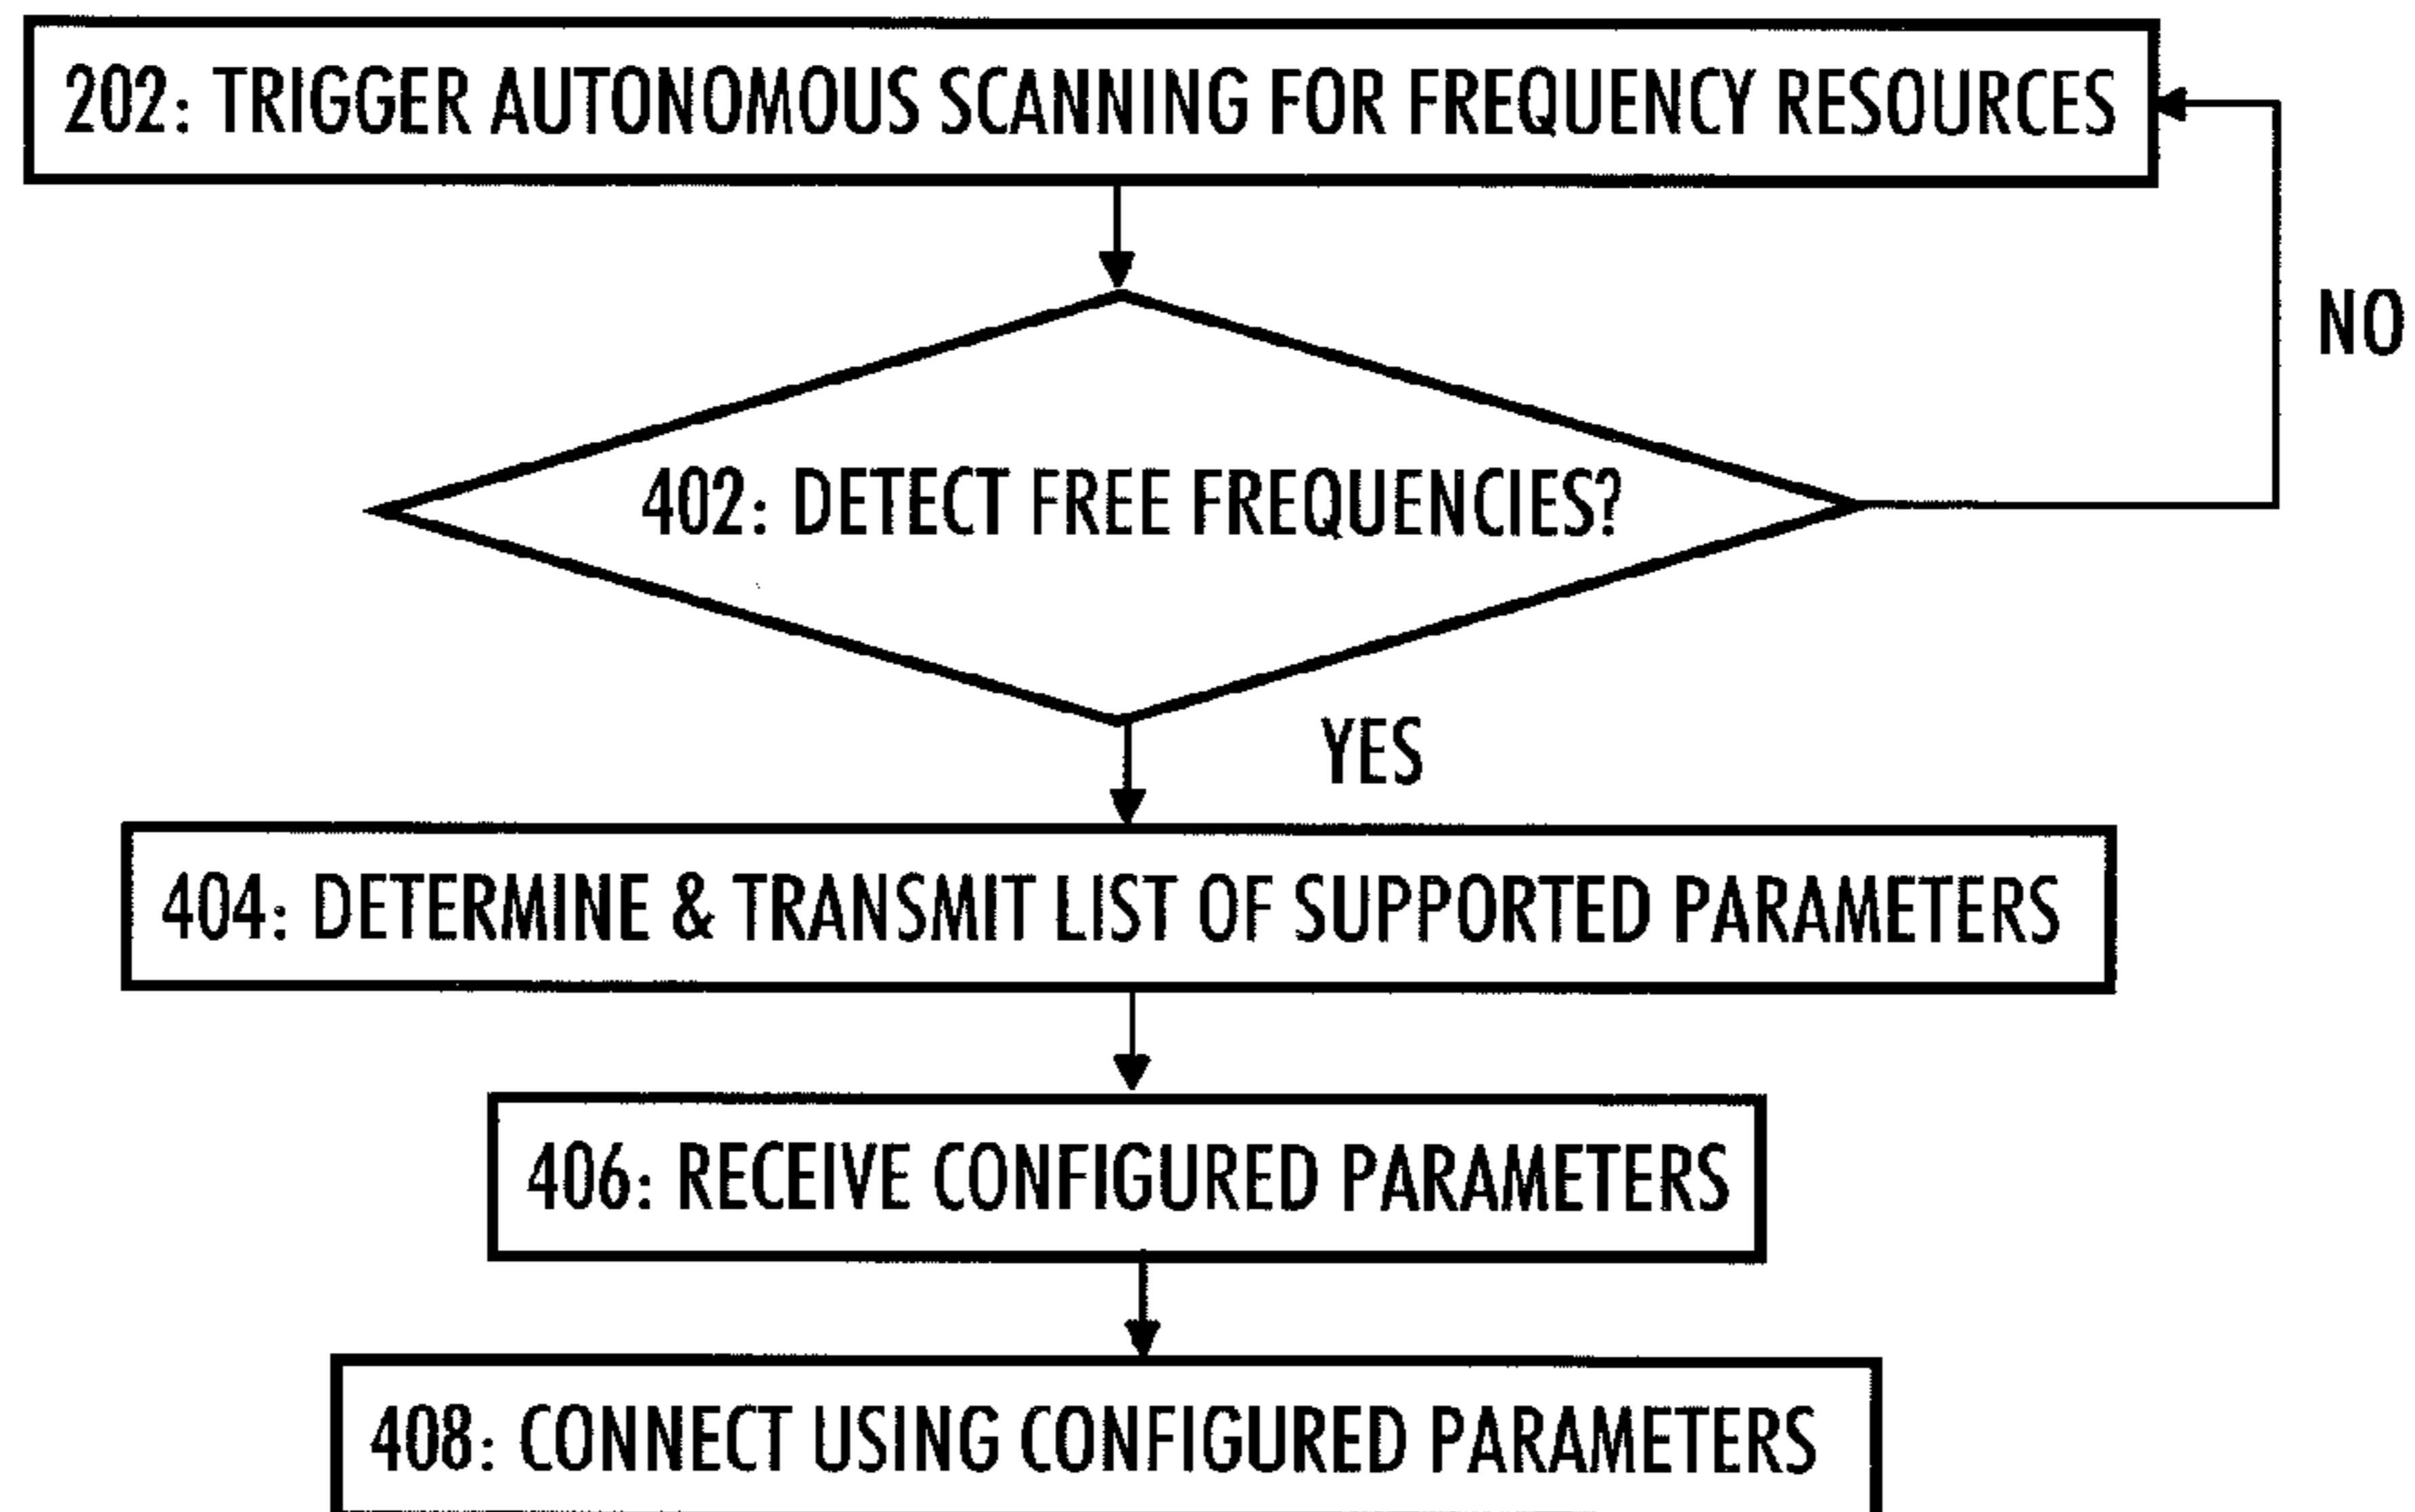 202: TRIGGER AUTONOMOUS SCANNING FOR FREQUENCY RESOURCES
NO
402: DETECT FREE FREQUENCIES?
YES
404: DETERMINE & TRANSMIT LIST OF SUPPORTED PARAMETERS
406: RECEIVE CONFIGURED PARAMETERS
408: CONNECT USING CONFIGURED PARAMETERS